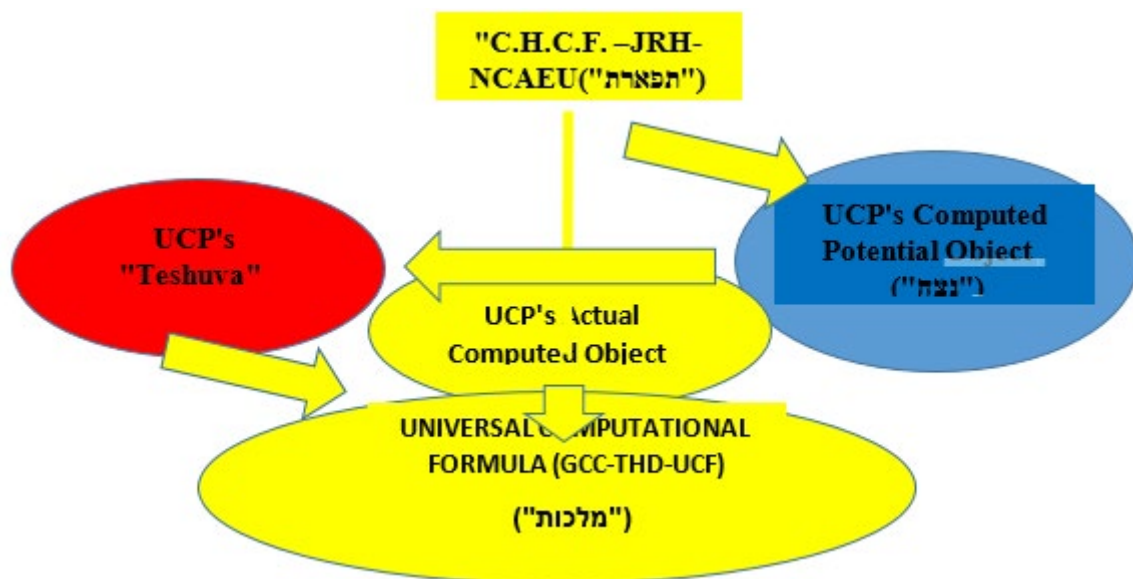 "C.H.C.F. –JRH-
NCAEU("תפארת")
UCP's
"Teshuva"
UCP's Computed
Potential Object
("נצח")
UCP's Actual
Computed Object
UNIVERSAL COMPUTATIONAL
FORMULA (GCC-THD-UCF)
("מלכות")